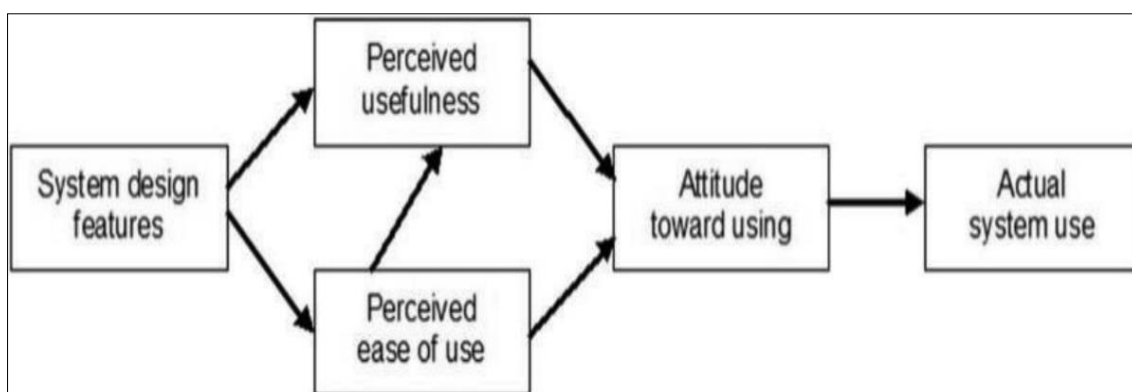 Perceived
usefulness
System design
features
Attitude
toward using
Actual
system use
Perceived
ease of use